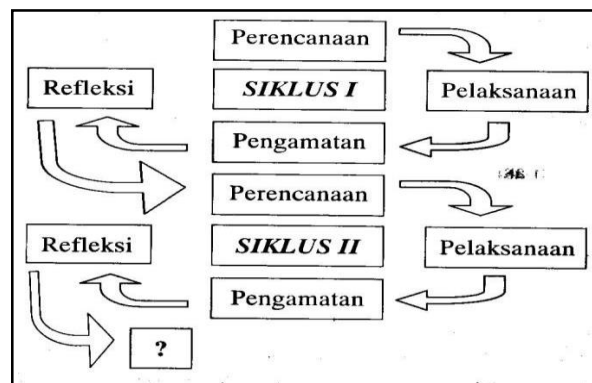 Perencanaan
Refleksi
SIKLUS I
Pelaksanaan
Pengamatan
Perencanaan
Refleksi
SIKLUS II
Pelaksanaan
Pengamatan
?